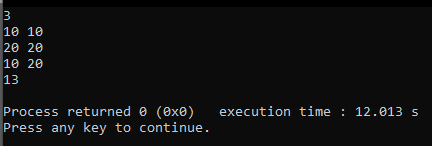 3
10 10
20 20
10 20
13
Process returned 0 (0x0)   execution time : 12.013 s
Press any key to continue.